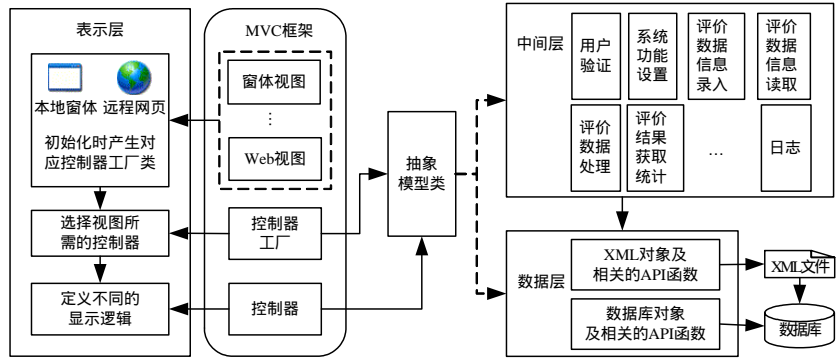 表示层
本地窗体
远程网页
初始化时产生对
应控制器工厂类
选择视图所
需的控制器
定义不同的
显示逻辑
MVC框架
窗体视图
⋮
Web视图
控制器
工厂
控制器
抽象
模型类
中间层
用户
验证
系统
功能
设置
评价
数据
信息
录入
评价
数据
信息
读取
评价
数据
处理
评价
结果
获取
统计
…
日志
数据层
XML对象及
相关的API函数
数据库对象
及相关的API函数
XML文件
数据库